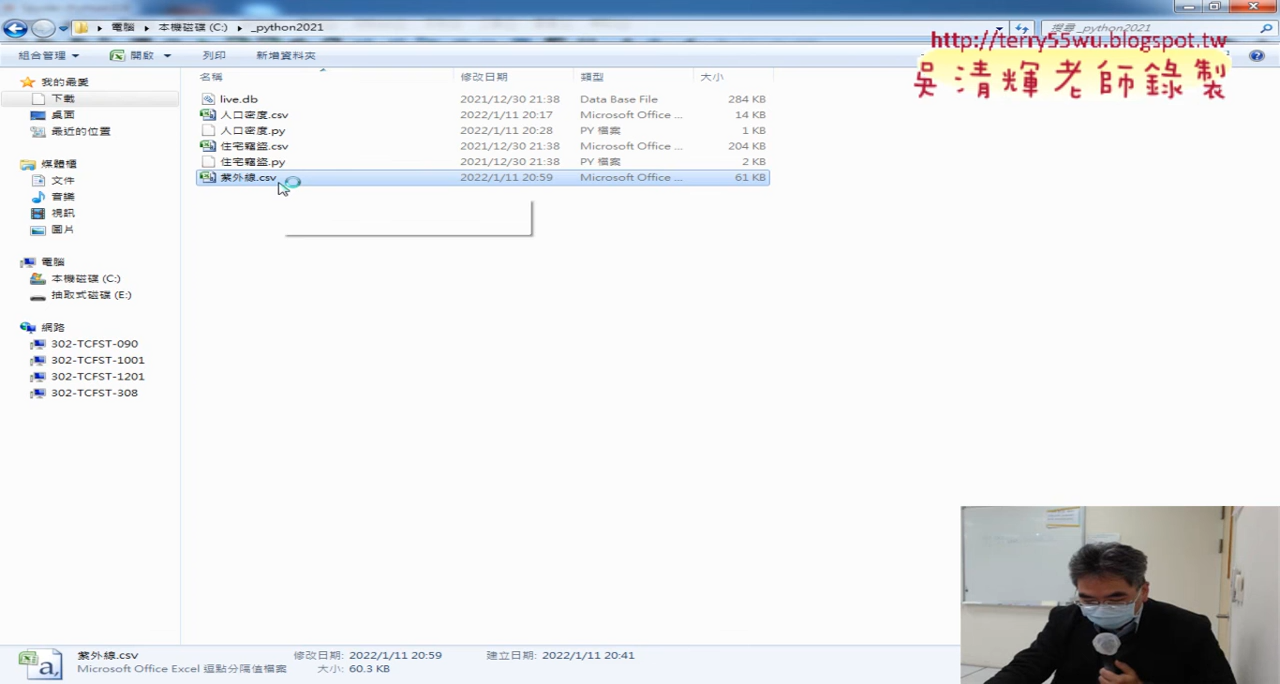 電腦 本機磁碟 (C:) _python2021
搜尋 _python2021
http://terry55wu.blogspot.tw
吳清輝老師錄製
組合管理 開啟 列印 新增資料夾
名稱 修改日期 類型 大小
我的最愛
下載
桌面
最近的位置
媒體櫃
文件
音樂
視訊
圖片
電腦
本機磁碟 (C:)
抽取式磁碟 (E:)
網路
302-TCFST-090
302-TCFST-1001
302-TCFST-1201
302-TCFST-308
live.db 2021/12/30 21:38 Data Base File 284 KB
人口密度.csv 2022/1/11 20:17 Microsoft Office ... 14 KB
人口密度.py 2022/1/11 20:28 PY 檔案 1 KB
住宅竊盜.csv 2021/12/30 21:38 Microsoft Office ... 204 KB
住宅竊盜.py 2021/12/30 21:38 PY 檔案 2 KB
紫外線.csv 2022/1/11 20:59 Microsoft Office ... 61 KB
紫外線.csv 修改日期: 2022/1/11 20:59 建立日期: 2022/1/11 20:41
Microsoft Office Excel 逗點分隔值檔案 大小: 60.3 KB